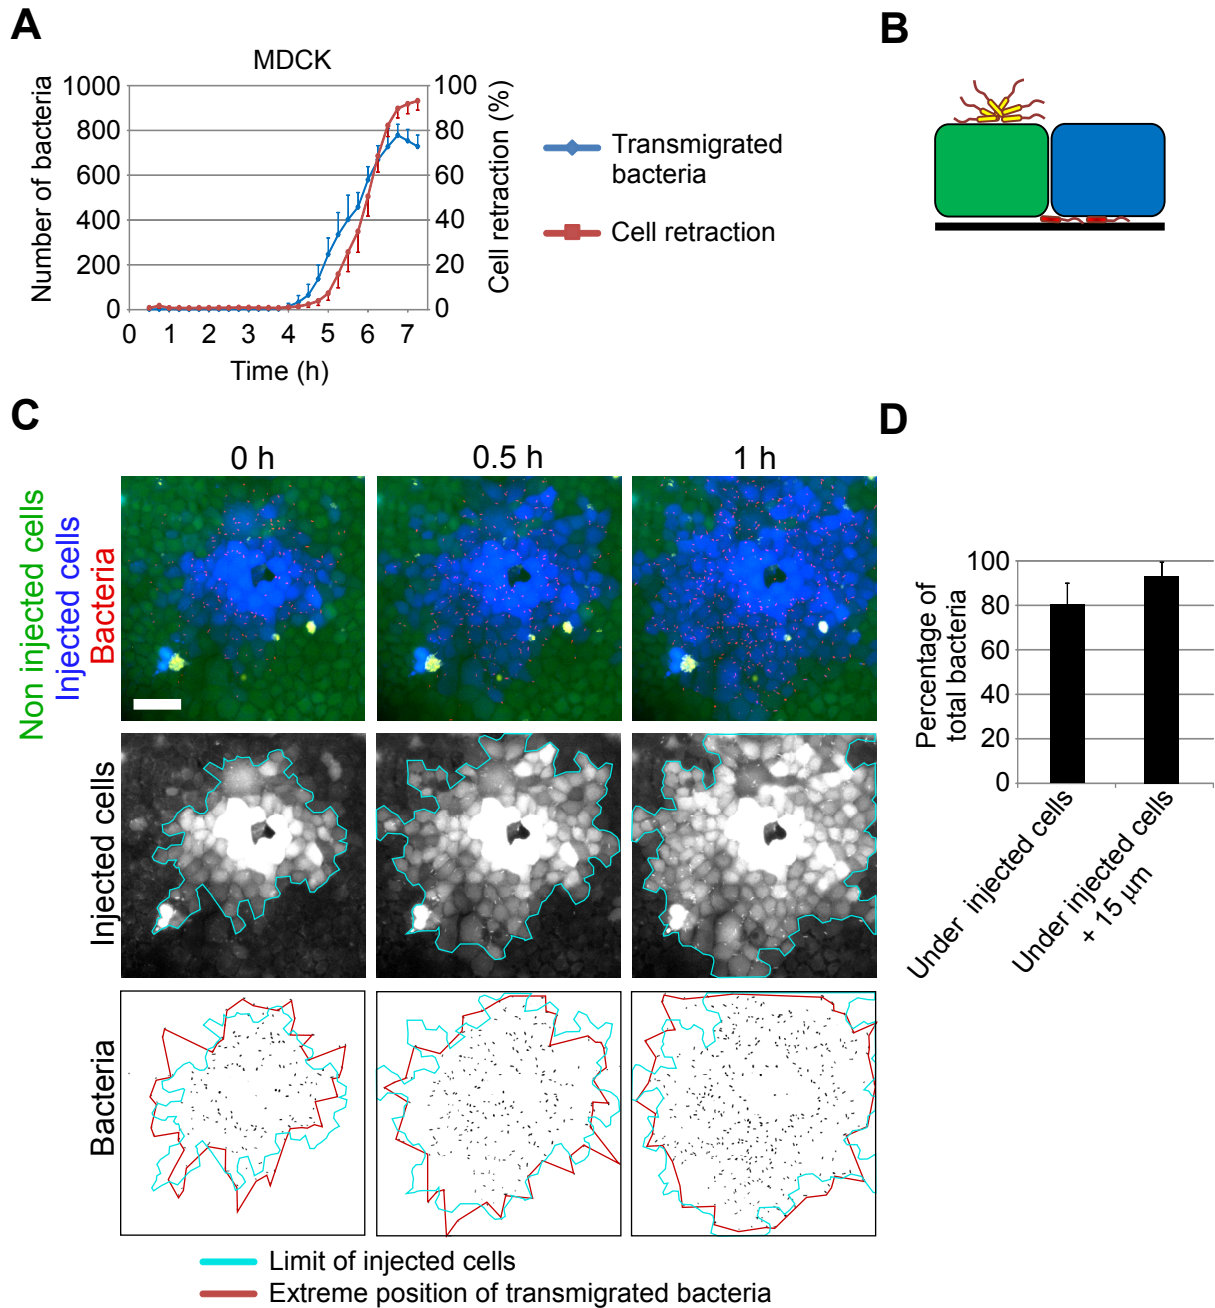 A
B
MDCK
1000
800
600
400
200
0
100
80
60
40
20
0
0 1 2 3 4 5 6 7
Number of bacteria
Cell retraction (%)
Time (h)
Transmigrated
bacteria
Cell retraction
C
D
0 h
0.5 h
1 h
Non injected cells
Injected cells
Bacteria
Injected cells
Bacteria
Limit of injected cells
Extreme position of transmigrated bacteria
Percentage of
total bacteria
100
80
60
40
20
0
Under injected cells
Under injected cells
+ 15 µm